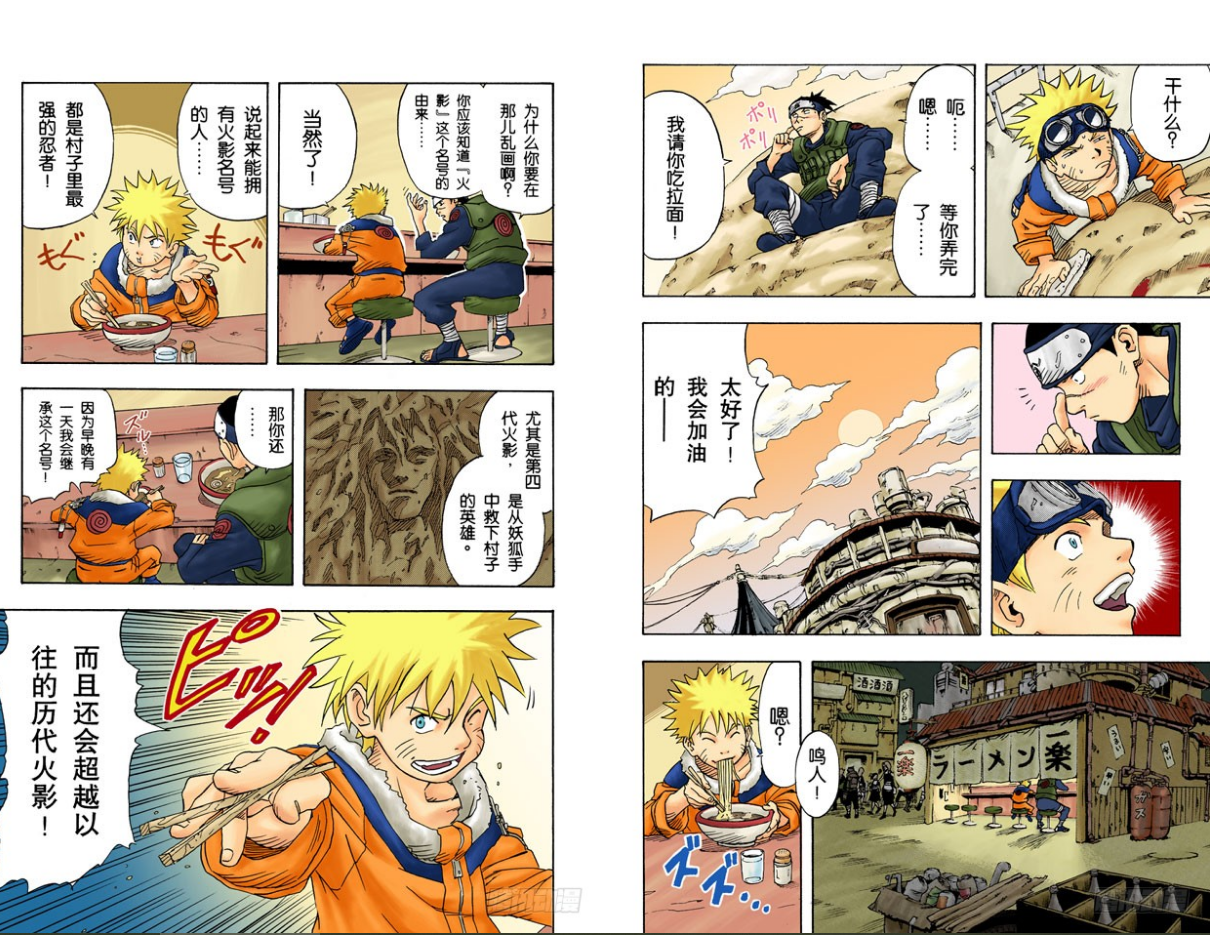 干什么?
呃……
嗯……
等你弄完
了……
ポリ
ポリ
我请你吃拉面!
太好了!
我会加油
的——
酒酒酒
一楽
ラーメン
一楽
ガス
鸣人!
嗯?
ズズ…
为什么你要在
那儿乱画啊?
你应该知道『火
影』这个名号的
由来……
当然了!
说起来能拥
有火影名号
的人……
都是村子里最
强的忍者!
もぐ
もぐ
尤其是第四
代火影,
是从妖狐手
中救下村子
的英雄。
那你还
……
ズル…
因为早晚有
一天我会继
承这个名号!
ピッ!
而且还会超越以
往的历代火影!